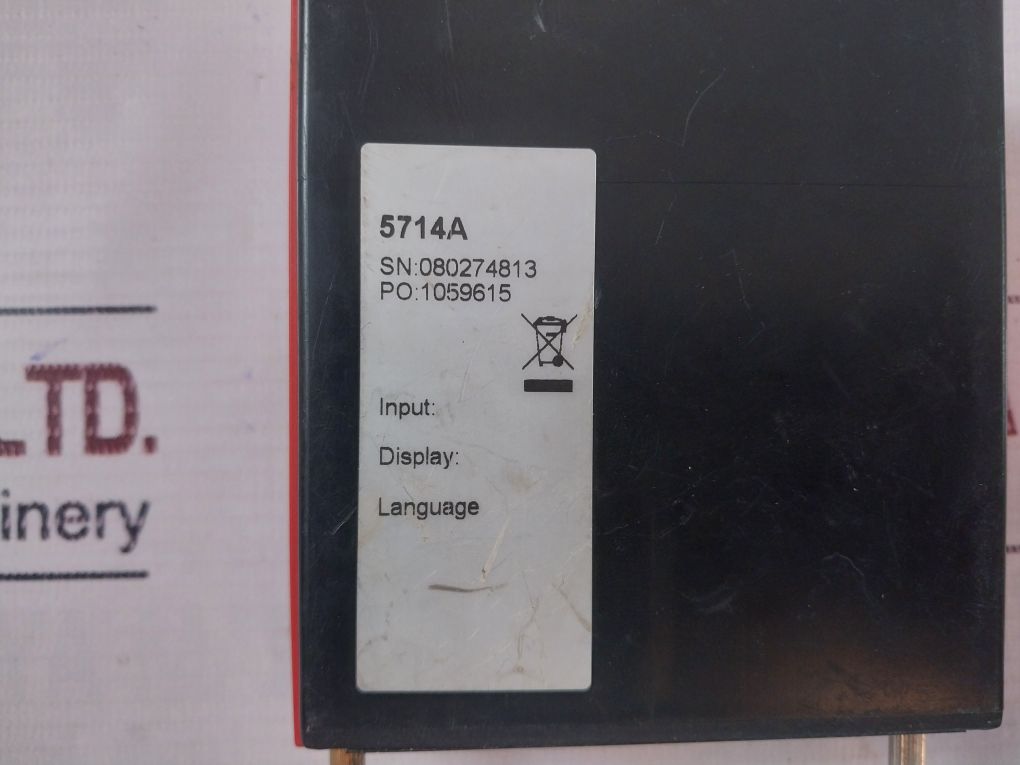 5714A
SN:080274813
PO:1059615
Input:
Display:
Language
LTD.
inery